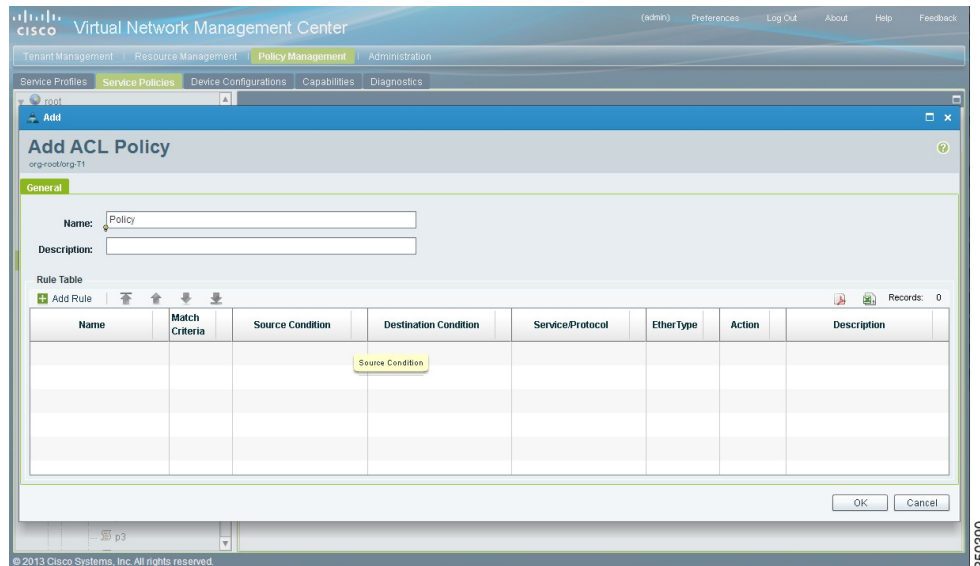 cisco Virtual Network Management Center
(admin) Preferences Log Out About Help Feedback
Tenant Management | Resource Management | Policy Management | Administration
Service Profiles Service Policies Device Configurations Capabilities Diagnostics
root
Add
Add ACL Policy
org-root/org-T1
General
Name: Policy
Description:
Rule Table
Add Rule Records: 0
Name Match Criteria Source Condition Destination Condition Service/Protocol EtherType Action Description
Source Condition
OK Cancel
p3
© 2013 Cisco Systems, Inc. All rights reserved.